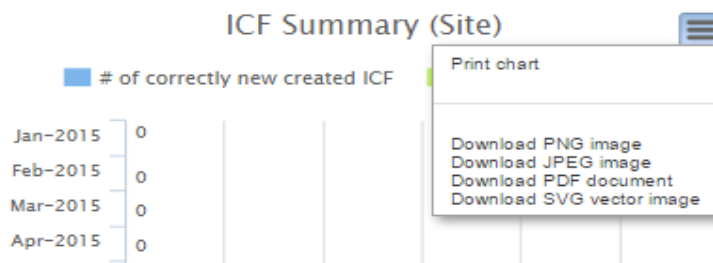 ICF Summary (Site)
Print chart
# of correctly new created ICF
Download PNG image
Download JPEG image
Download PDF document
Download SVG vector image
Jan-2015 0
Feb-2015 0
Mar-2015 0
Apr-2015 0